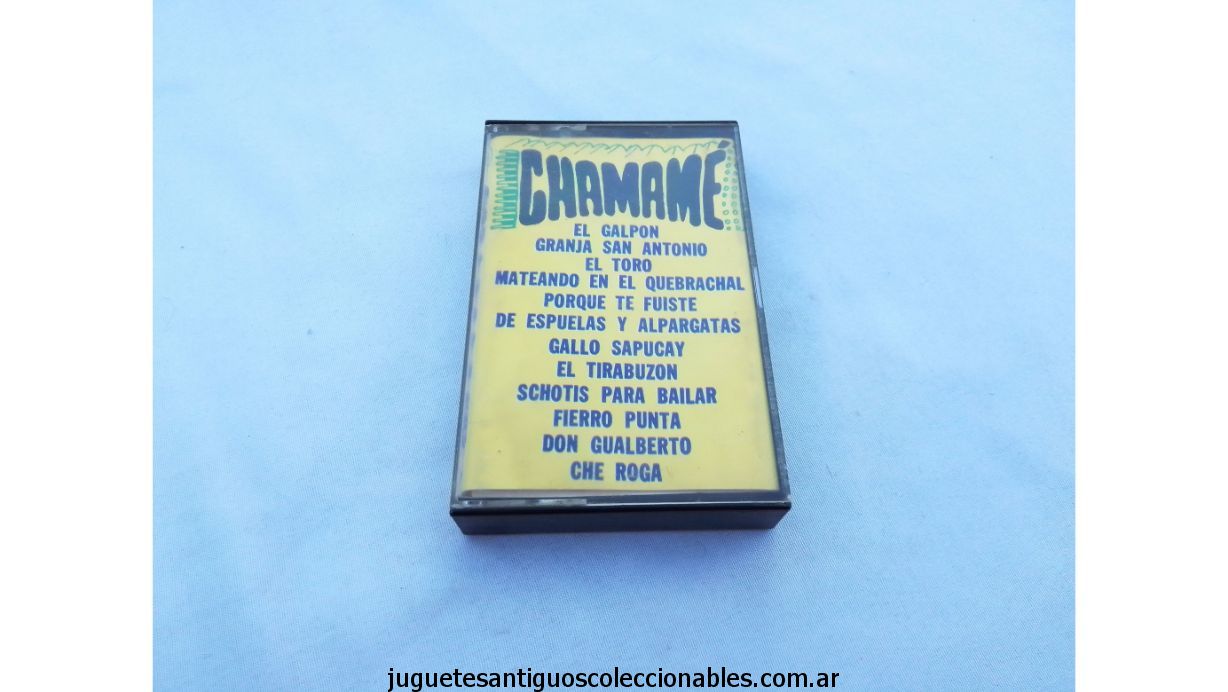 CHAMAMÉ
EL GALPON
GRANJA SAN ANTONIO
EL TORO
MATEANDO EN EL QUEBRACHAL
PORQUE TE FUISTE
DE ESPUELAS Y ALPARGATAS
GALLO SAPUCAY
EL TIRABUZON
SCHOTIS PARA BAILAR
FIERRO PUNTA
DON GUALBERTO
CHE ROGA
juguetesantiguoscoleccionables.com.ar